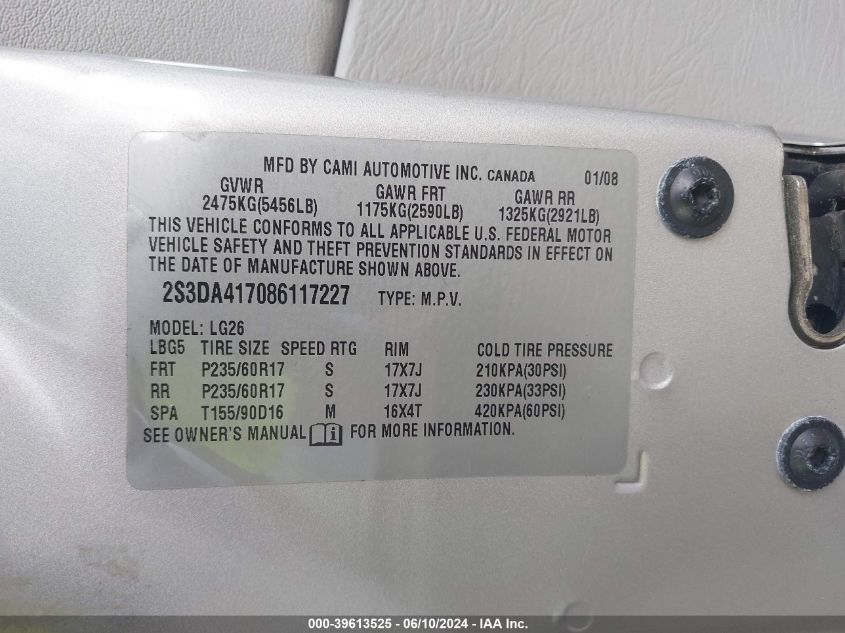 MFD BY CAMI AUTOMOTIVE INC. CANADA 01/08
GVWR GAWR FRT GAWR RR
2475KG(5456LB) 1175KG(2590LB) 1325KG(2921LB)
THIS VEHICLE CONFORMS TO ALL APPLICABLE U.S. FEDERAL MOTOR
VEHICLE SAFETY AND THEFT PREVENTION STANDARDS IN EFFECT ON
THE DATE OF MANUFACTURE SHOWN ABOVE.
2S3DA417086117227 TYPE: M.P.V.
MODEL: LG26
LBG5 TIRE SIZE SPEED RTG RIM COLD TIRE PRESSURE
FRT P235/60R17 S 17X7J 210KPA(30PSI)
RR P235/60R17 S 17X7J 230KPA(33PSI)
SPA T155/90D16 M 16X4T 420KPA(60PSI)
SEE OWNER'S MANUAL i FOR MORE INFORMATION.
000-39613525 - 06/10/2024 - IAA Inc.